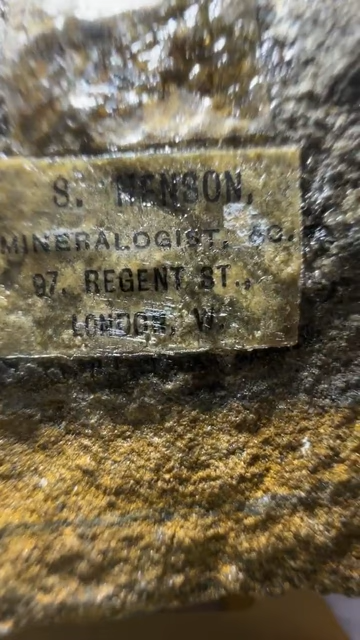 S. HENSON,
MINERALOGIST, &C.
97, REGENT ST.,
LONDON, W.